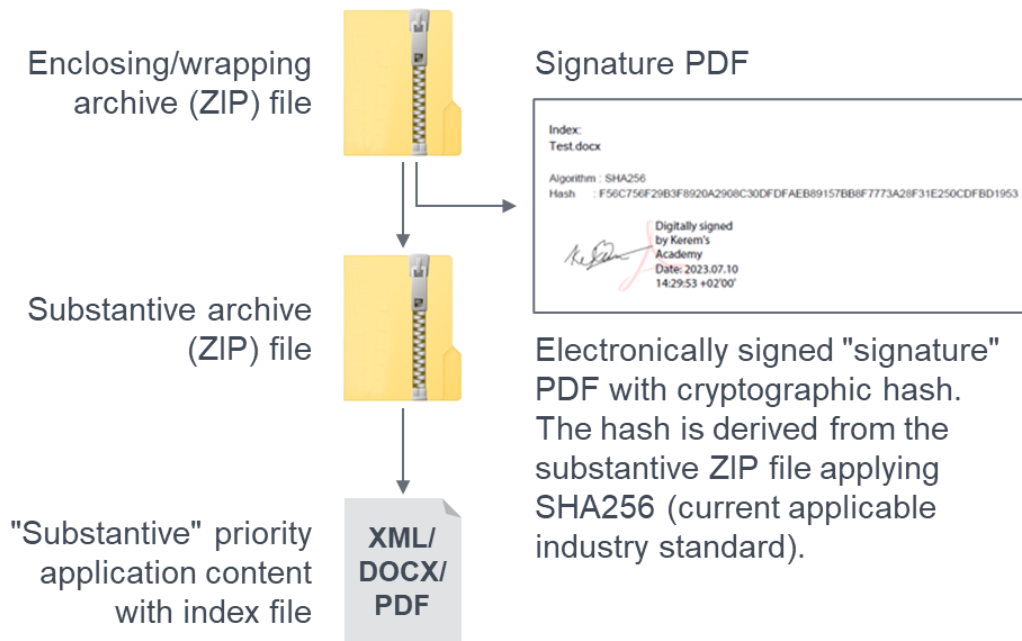 Enclosing/wrapping
archive (ZIP) file
Signature PDF
Index:
Test.docx
Algorithm : SHA256
Hash : F56C756F29B3F8920A2908C30DFDFAEB89157BB8F7773A28F31E250CDFBD1953
Digitally signed
by Kerem's
Academy
Date: 2023.07.10
14:29:53 +02'00'
Substantive archive
(ZIP) file
Electronically signed "signature"
PDF with cryptographic hash.
The hash is derived from the
substantive ZIP file applying
SHA256 (current applicable
industry standard).
"Substantive" priority
application content
with index file
XML/
DOCX/
PDF